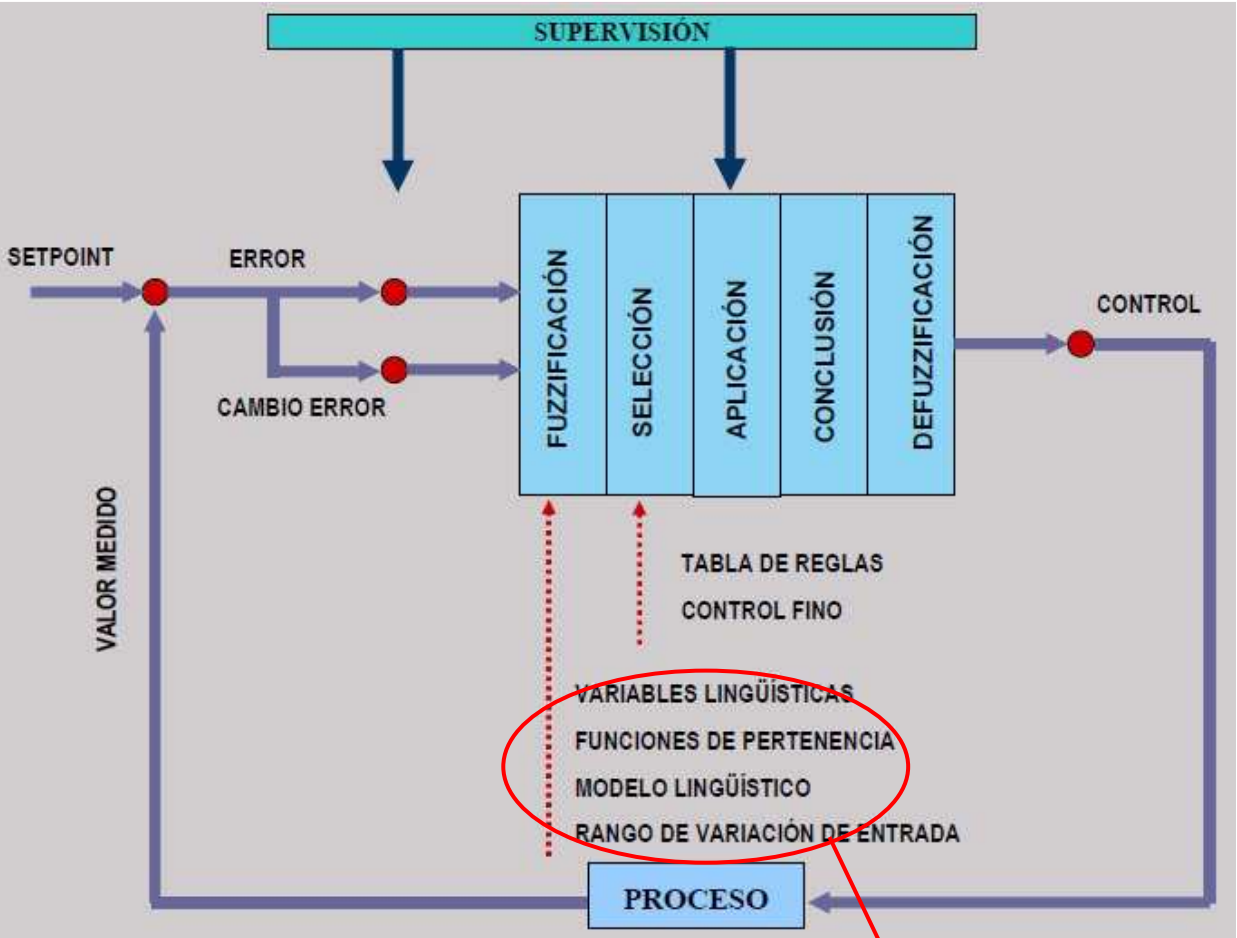 SUPERVISIÓN
SETPOINT
ERROR
CAMBIO ERROR
FUZZIFICACIÓN
SELECCIÓN
APLICACIÓN
CONCLUSIÓN
DEFUZZIFICACIÓN
CONTROL
VALOR MEDIDO
TABLA DE REGLAS
CONTROL FINO
VARIABLES LINGÜÍSTICAS
FUNCIONES DE PERTENENCIA
MODELO LINGÜÍSTICO
RANGO DE VARIACIÓN DE ENTRADA
PROCESO